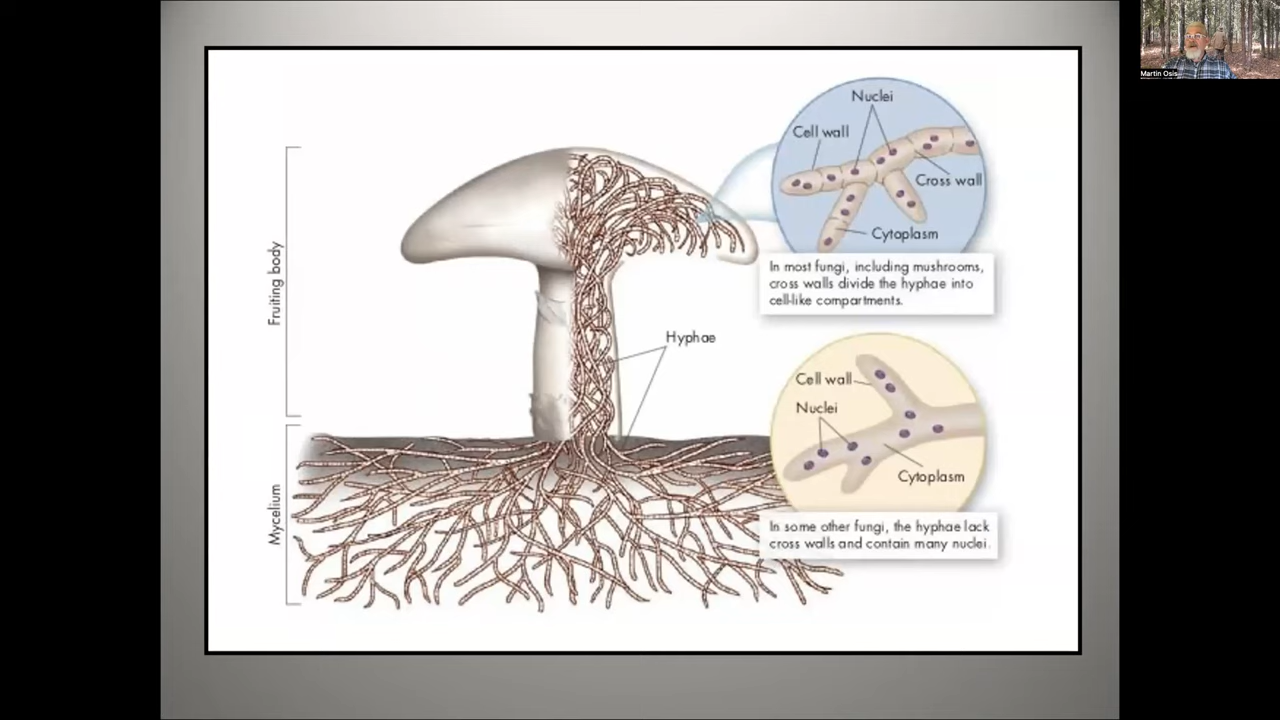 Martin Osis
Nuclei
Cell wall
Cross wall
Cytoplasm
In most fungi, including mushrooms,
cross walls divide the hyphae into
cell-like compartments.
Fruiting body
Hyphae
Cell wall
Nuclei
Cytoplasm
Mycelium
In some other fungi, the hyphae lack
cross walls and contain many nuclei.